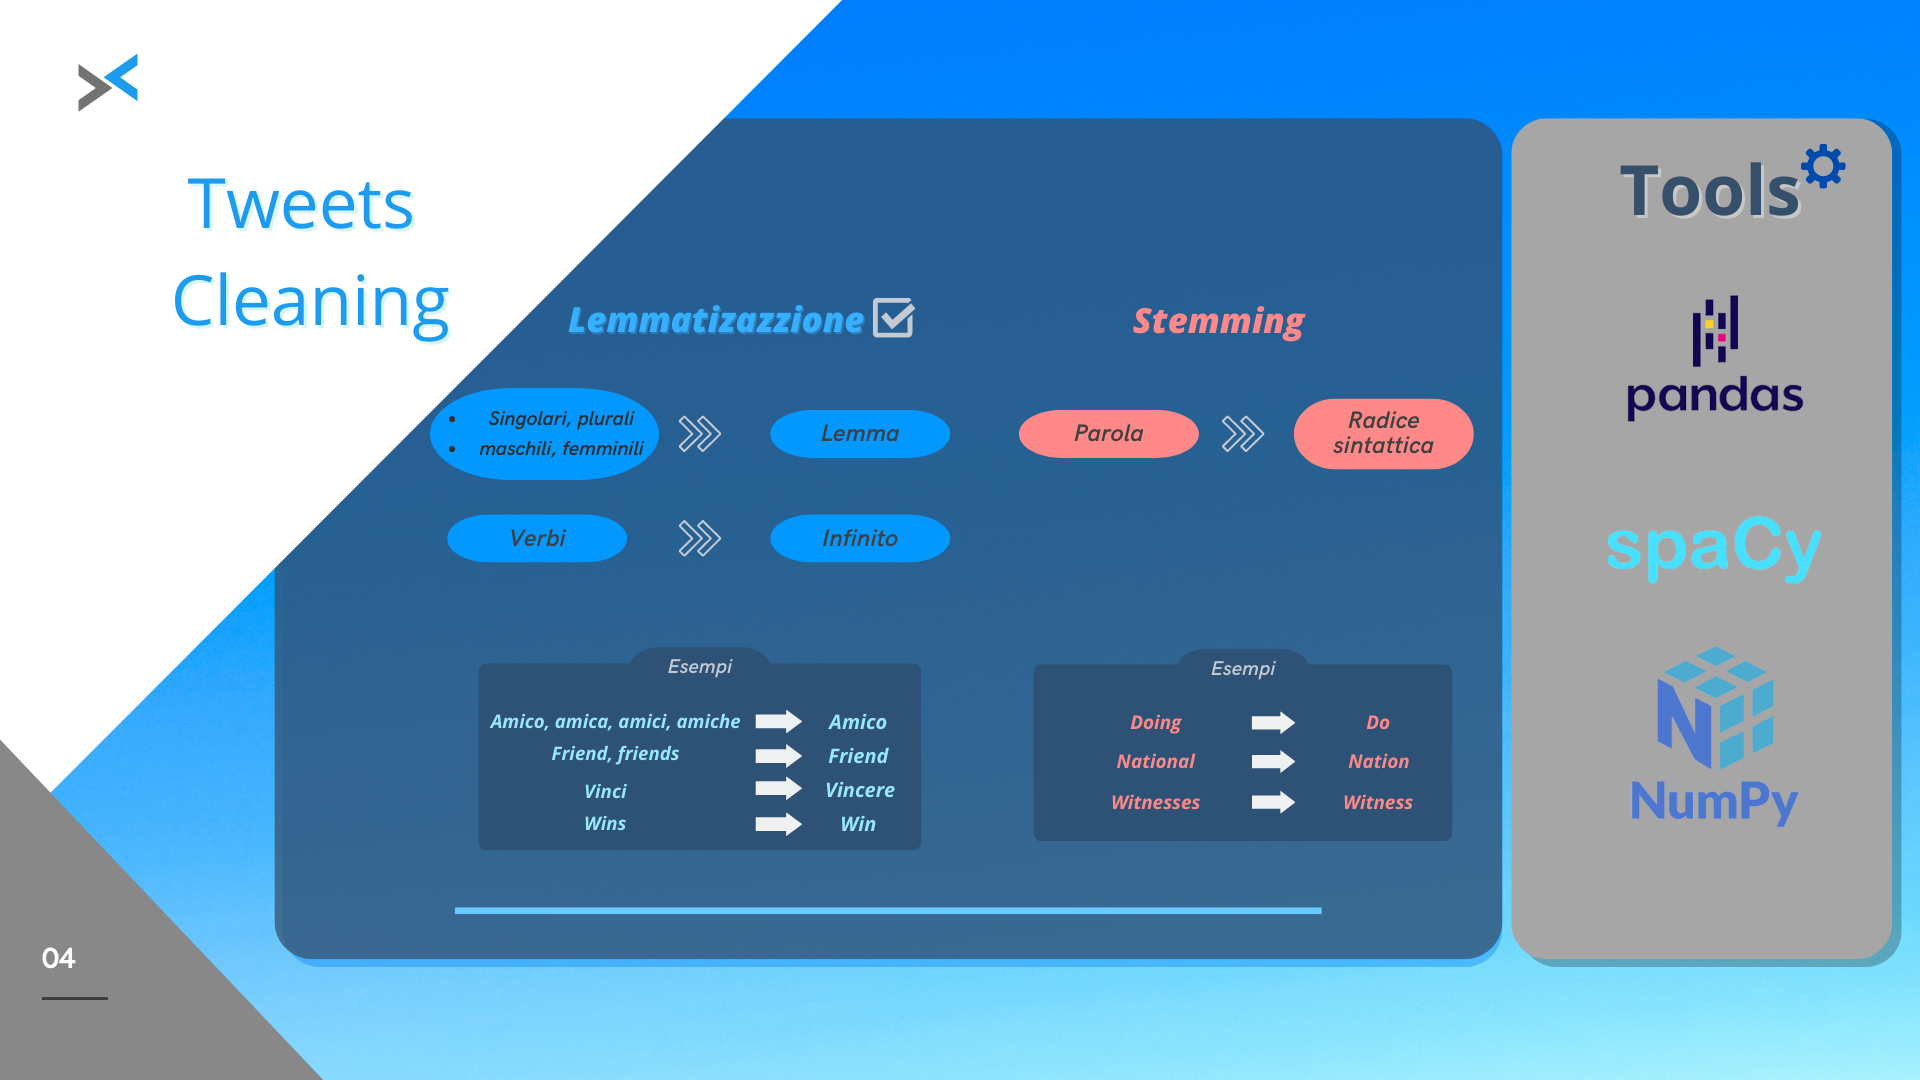 Tweets
Cleaning
Lemmatizazzione
Singolari, plurali
maschili, femminili
Lemma
Verbi
Infinito
Esempi
Amico, amica, amici, amiche
Amico
Friend, friends
Friend
Vinci
Vincere
Wins
Win
Stemming
Parola
Radice
sintattica
Esempi
Doing
Do
National
Nation
Witnesses
Witness
Tools
pandas
spaCy
NumPy
04